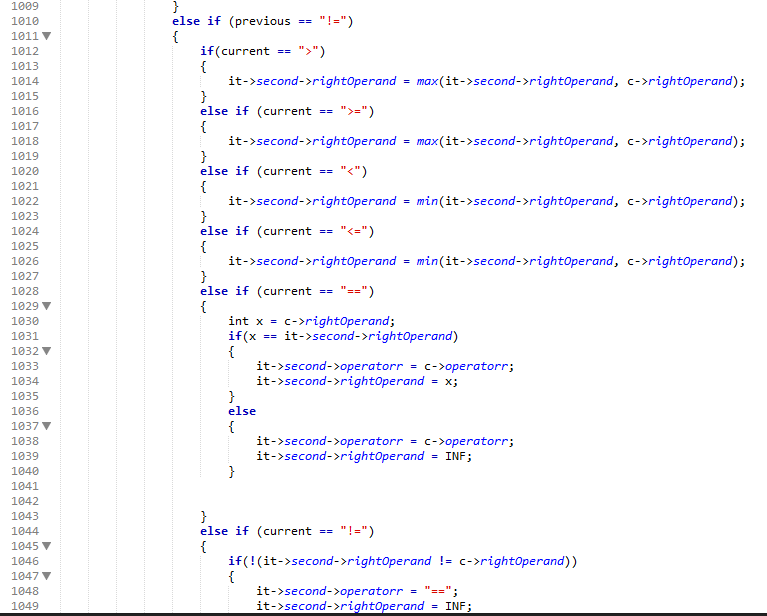 1009 }
1010 else if (previous == "!=")
1011 {
1012 if(current == ">")
1013 {
1014 it->second->rightOperand = max(it->second->rightOperand, c->rightOperand);
1015 }
1016 else if (current == ">=")
1017 {
1018 it->second->rightOperand = max(it->second->rightOperand, c->rightOperand);
1019 }
1020 else if (current == "<")
1021 {
1022 it->second->rightOperand = min(it->second->rightOperand, c->rightOperand);
1023 }
1024 else if (current == "<=")
1025 {
1026 it->second->rightOperand = min(it->second->rightOperand, c->rightOperand);
1027 }
1028 else if (current == "==")
1029 {
1030 int x = c->rightOperand;
1031 if(x == it->second->rightOperand)
1032 {
1033 it->second->operatorr = c->operatorr;
1034 it->second->rightOperand = x;
1035 }
1036 else
1037 {
1038 it->second->operatorr = c->operatorr;
1039 it->second->rightOperand = INF;
1040 }
1041
1042
1043 }
1044 else if (current == "!=")
1045 {
1046 if(!(it->second->rightOperand != c->rightOperand))
1047 {
1048 it->second->operatorr = "==";
1049 it->second->rightOperand = INF;